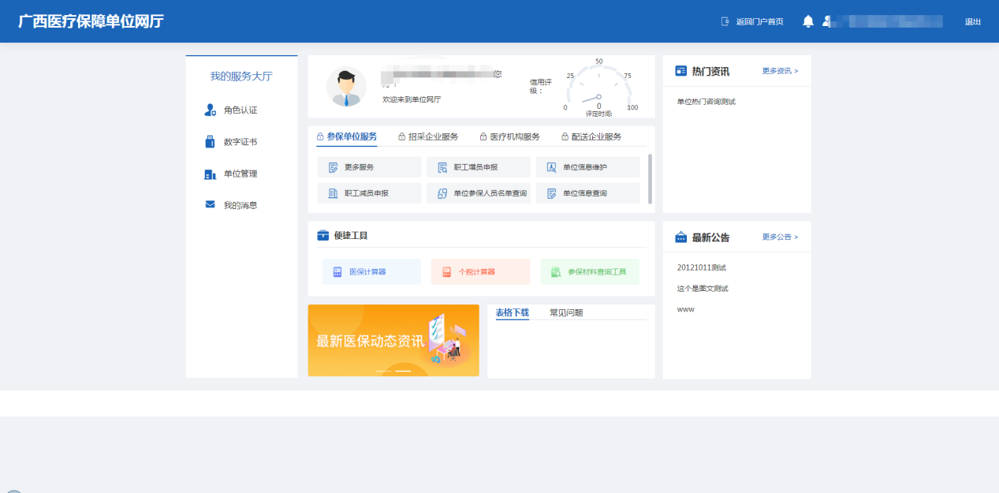 广西医疗保障单位网厅
返回门户首页
退出
我的服务大厅
角色认证
数字证书
单位管理
我的消息
您
欢迎来到单位网厅
信用评
级：
0
25
50
75
100
0
评定时间:
参保单位服务
招采企业服务
医疗机构服务
配送企业服务
更多服务
职工增员申报
单位信息维护
职工减员申报
单位参保人员名单查询
单位信息查询
便捷工具
医保计算器
个税计算器
参保材料查询工具
最新医保动态资讯
表格下载
常见问题
热门资讯
更多资讯 >
单位热门咨询测试
最新公告
更多公告 >
20121011测试
这个是图文测试
www